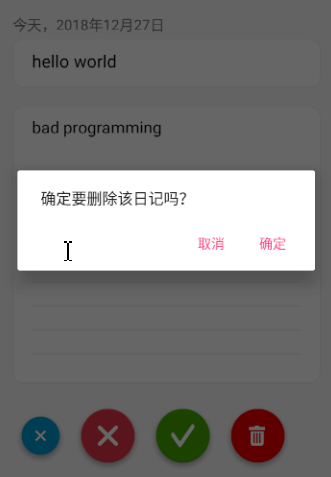 今天，2018年12月27日
hello world
bad programming
确定要删除该日记吗？
取消
确定